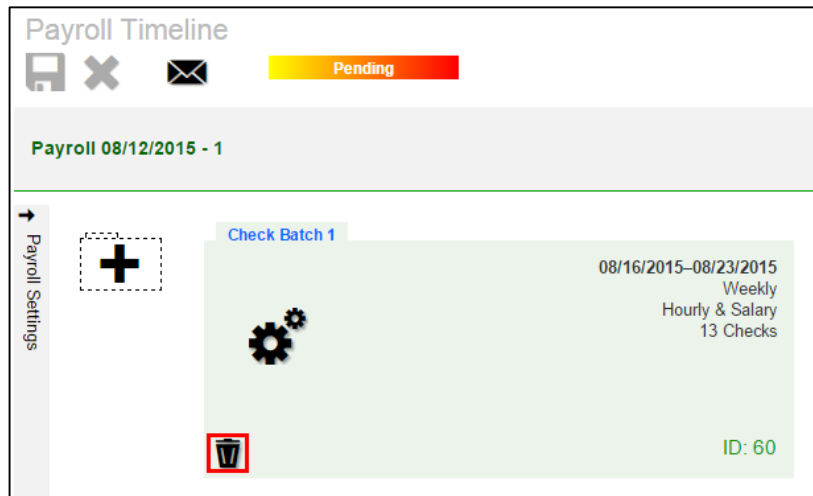 Payroll Timeline
Pending
Payroll 08/12/2015 - 1
Payroll Settings
Check Batch 1
08/16/2015–08/23/2015
Weekly
Hourly & Salary
13 Checks
ID: 60